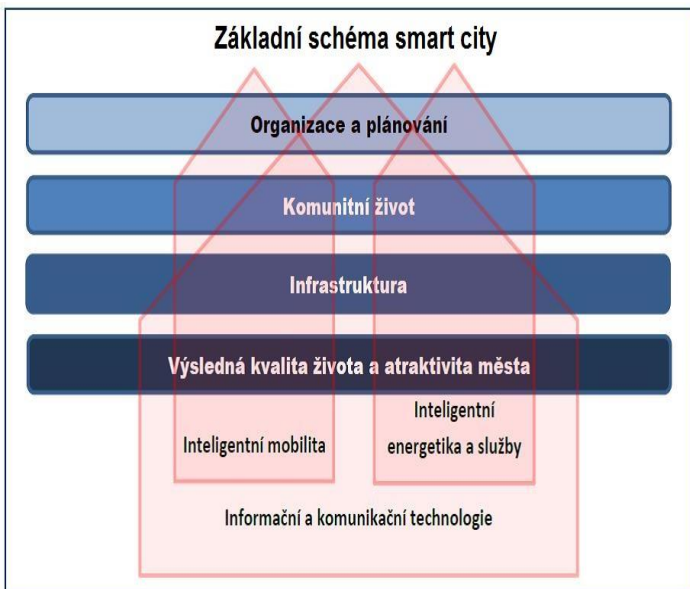 Základní schéma smart city
Organizace a plánování
Komunitní život
Infrastruktura
Výsledná kvalita života a atraktivita města
Inteligentní mobilita
Inteligentní
energetika a služby
Informační a komunikační technologie